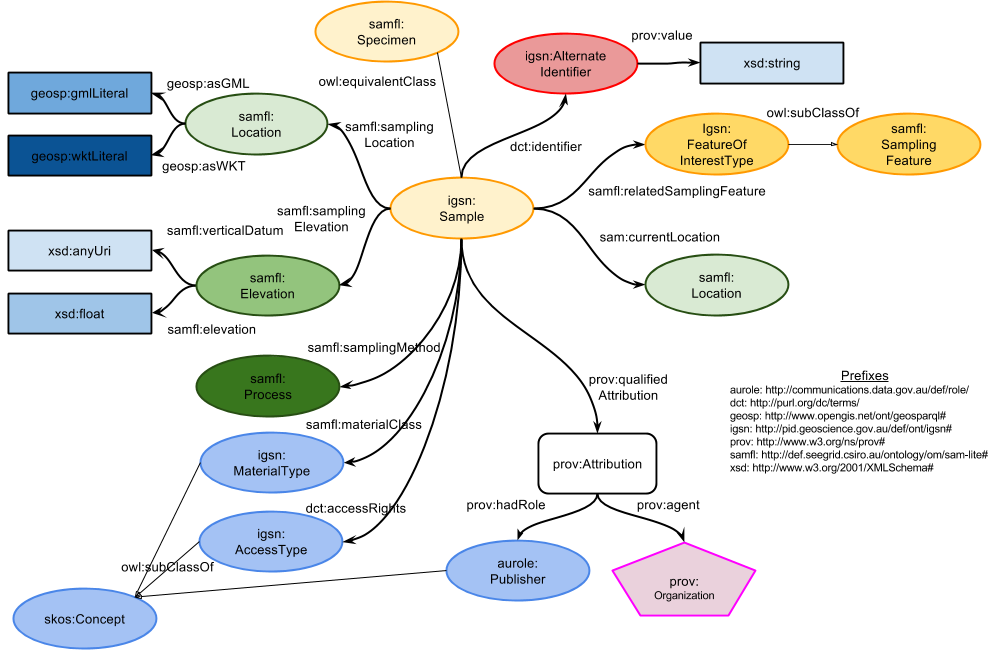 samfl:
Specimen
igsn:Alternate
Identifier
prov:value
xsd:string
owl:equivalentClass
geosp:gmlLiteral
geosp:asGML
samfl:
Location
samfl:sampling
Location
geosp:wktLiteral
geosp:asWKT
dct:identifier
Igsn:
FeatureOf
InterestType
owl:subClassOf
samfl:
Sampling
Feature
samfl:relatedSamplingFeature
igsn:
Sample
samfl:sampling
Elevation
samfl:verticalDatum
xsd:anyUri
samfl:
Elevation
xsd:float
samfl:elevation
sam:currentLocation
samfl:
Location
samfl:samplingMethod
samfl:
Process
prov:qualified
Attribution
samfl:materialClass
igsn:
MaterialType
prov:Attribution
dct:accessRights
igsn:
AccessType
prov:hadRole
prov:agent
owl:subClassOf
aurole:
Publisher
prov:
Organization
skos:Concept
Prefixes
aurole: http://communications.data.gov.au/def/role/
dct: http://purl.org/dc/terms/
geosp: http://www.opengis.net/ont/geosparql#
igsn: http://pid.geoscience.gov.au/def/ont/igsn#
prov: http://www.w3.org/ns/prov#
samfl: http://def.seegrid.csiro.au/ontology/om/sam-lite#
xsd: http://www.w3.org/2001/XMLSchema#